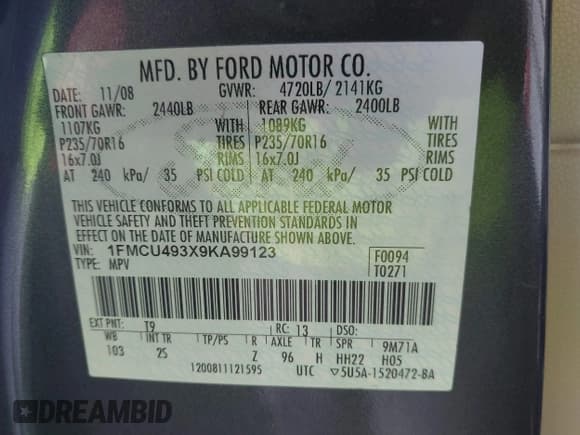 MFD. BY FORD MOTOR CO.
DATE: 11/08 GVWR: 4720LB/ 2141KG
FRONT GAWR: 2440LB REAR GAWR: 2400LB
1107KG WITH 1089KG WITH
P235/70R16 TIRES P235/70R16 TIRES
16x7.0J RIMS 16x7.0J RIMS
AT 240 kPa/ 35 PSI COLD AT 240 kPa/ 35 PSI COLD
THIS VEHICLE CONFORMS TO ALL APPLICABLE FEDERAL MOTOR
VEHICLE SAFETY AND THEFT PREVENTION STANDARDS IN
EFFECT ON THE DATE OF MANUFACTURE SHOWN ABOVE.
VIN: 1FMCU493X9KA99123 F0094
TYPE: MPV T0271
EXT PNT: T9 RC: 13 DSO:
WB INT TR TP/PS R AXLE TR SPR 9M71A
103 2S Z 96 H HH22 H05
1200811121595 UTC ▽5U5A-1520472-BA
DREAMBID